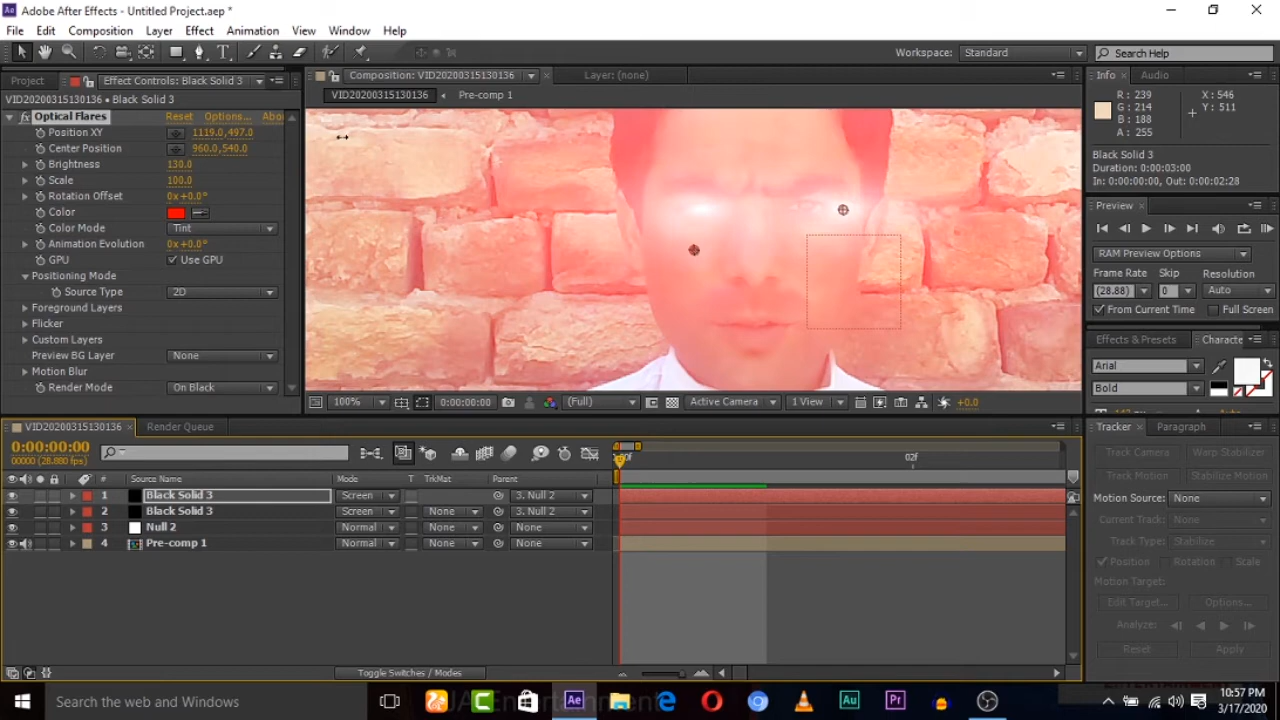 Adobe After Effects - Untitled Project.aep *
File Edit Composition Layer Effect Animation View Window Help
Workspace: Standard Search Help
Project Effect Controls: Black Solid 3
VID20200315130136 • Black Solid 3
Optical Flares Reset Options... Abou
Position XY 1119.0,497.0
Center Position 960.0,540.0
Brightness 130.0
Scale 100.0
Rotation Offset 0x+0.0°
Color
Color Mode Tint
Animation Evolution 0x+0.0°
GPU Use GPU
Positioning Mode
Source Type 2D
Foreground Layers
Flicker
Custom Layers
Preview BG Layer None
Motion Blur
Render Mode On Black
Composition: VID20200315130136 Layer: (none)
VID20200315130136 Pre-comp 1
100% 0:00:00:00 (Full) Active Camera 1 View +0.0
Info Audio
R: 239 X: 546
G: 214 Y: 511
B: 188
A: 255
Black Solid 3
Duration: 0:00:03:00
In: 0:00:00:00, Out: 0:00:02:28
Preview
RAM Preview Options
Frame Rate Skip Resolution
(28.88) 0 Auto
From Current Time Full Screen
Effects & Presets Characte
Arial
Bold
VID20200315130136 Render Queue
0:00:00:00
00000 (28.880 fps)
# Source Name Mode T TrkMat Parent
02f
1 Black Solid 3 Screen 3. Null 2
2 Black Solid 3 Screen None 3. Null 2
3 Null 2 Normal None None
4 Pre-comp 1 Normal None None
Toggle Switches / Modes
Tracker Paragraph
Track Camera Warp Stabilizer
Track Motion Stabilize Motion
Motion Source: None
Current Track: None
Track Type: Stabilize
Position Rotation Scale
Motion Target:
Edit Target... Options...
Analyze:
Reset Apply
Search the web and Windows
10:57 PM
3/17/2020